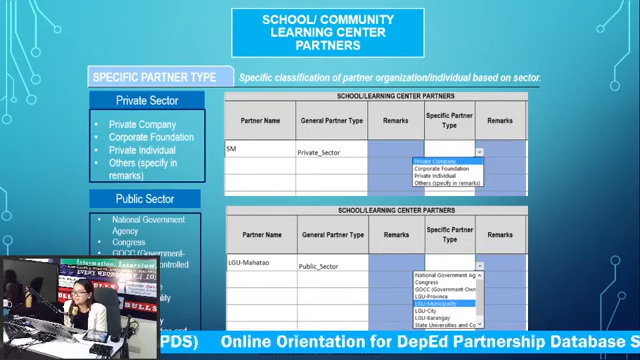 SCHOOL/ COMMUNITY
LEARNING CENTER
PARTNERS
SPECIFIC PARTNER TYPE
Specific classification of partner organization/individual based on sector.
Private Sector
• Private Company
• Corporate Foundation
• Private Individual
• Others (specify in
remarks)
SCHOOL/LEARNING CENTER PARTNERS
Partner Name General Partner Type Remarks Specific Partner Type Remarks
SM Private_Sector
Private Company
Corporate Foundation
Private Individual
Others (specify in remarks)
Public Sector
• National Government
Agency
• Congress
• GOCC (Government-
SCHOOL/LEARNING CENTER PARTNERS
Partner Name General Partner Type Remarks Specific Partner Type Remarks
LGU-Mahatao Public_Sector
National Government Ag
Congress
GOCC (Government-Own
LGU-Province
LGU-Municipality
LGU-City
LGU-Barangay
State Universities and Co
BULLS
PDS) Online Orientation for DepEd Partnership Database S